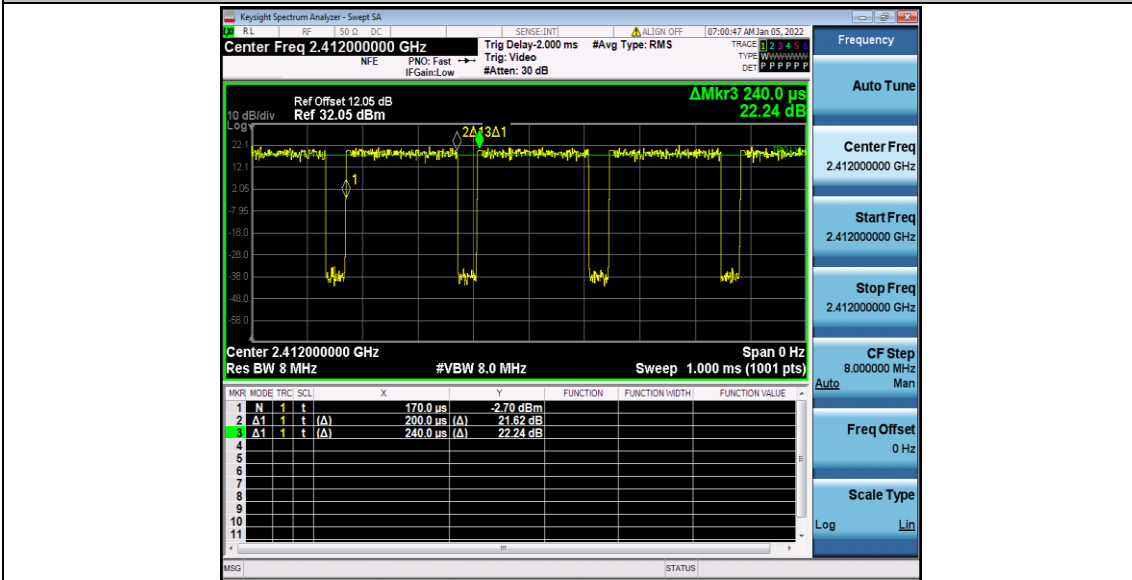 Keysight Spectrum Analyzer - Swept SA
RL RF 50 Ω DC SENSE:INT ALIGN OFF 07:00:47 AM Jan 05, 2022
Center Freq 2.412000000 GHz
NFE
PNO: Fast
IFGain:Low
Trig Delay-2.000 ms
Trig: Video
#Atten: 30 dB
#Avg Type: RMS
TRACE 1 2 3 4 5 6
TYPE WWWWWW
DET P P P P P P
ΔMkr3 240.0 µs
22.24 dB
Ref Offset 12.05 dB
10 dB/div Ref 32.05 dBm
Log
22.1
12.1
2.05
-7.95
-18.0
-28.0
-38.0
-48.0
-58.0
1
2Δ1
3Δ1
Center 2.412000000 GHz Span 0 Hz
Res BW 8 MHz #VBW 8.0 MHz Sweep 1.000 ms (1001 pts)
MKR MODE TRC SCL X Y FUNCTION FUNCTION WIDTH FUNCTION VALUE
1 N 1 t 170.0 µs -2.70 dBm
2 Δ1 1 t (Δ) 200.0 µs (Δ) 21.62 dB
3 Δ1 1 t (Δ) 240.0 µs (Δ) 22.24 dB
4
5
6
7
8
9
10
11
MSG STATUS
Frequency
Auto Tune
Center Freq
2.412000000 GHz
Start Freq
2.412000000 GHz
Stop Freq
2.412000000 GHz
CF Step
8.000000 MHz
Auto Man
Freq Offset
0 Hz
Scale Type
Log Lin